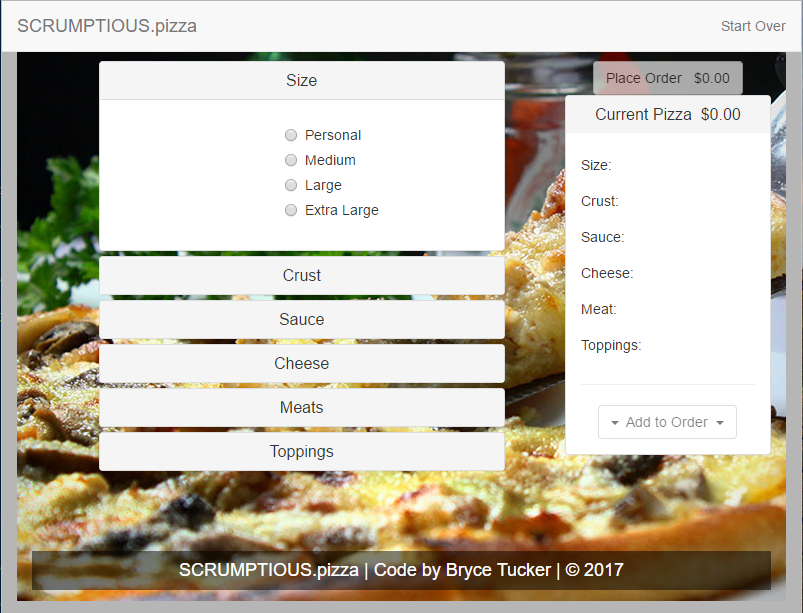 SCRUMPTIOUS.pizza
Start Over
Size
Personal
Medium
Large
Extra Large
Crust
Sauce
Cheese
Meats
Toppings
Place Order $0.00
Current Pizza $0.00
Size:
Crust:
Sauce:
Cheese:
Meat:
Toppings:
Add to Order
SCRUMPTIOUS.pizza | Code by Bryce Tucker | © 2017